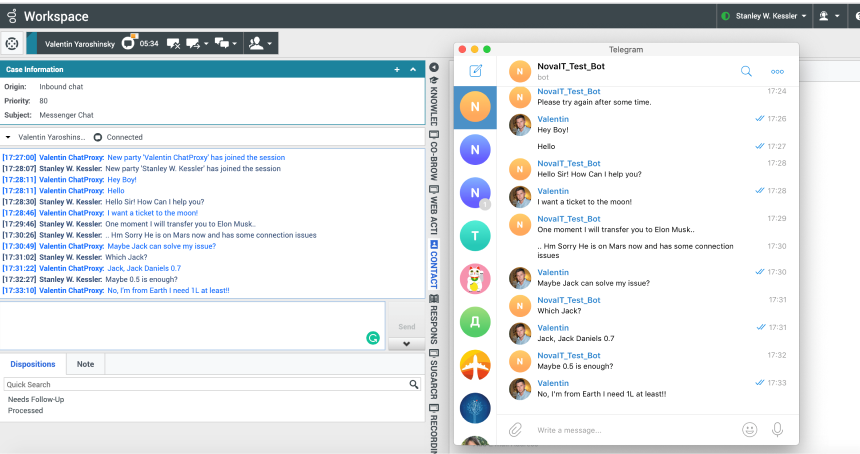 Workspace
Stanley W. Kessler
Valentin Yaroshinsky
05:34
Case Information
Origin: Inbound chat
Priority: 80
Subject: Messenger Chat
Valentin Yaroshins... Connected
[17:27:00] Valentin ChatProxy: New party 'Valentin ChatProxy' has joined the session
[17:28:07] Stanley W. Kessler: New party 'Stanley W. Kessler' has joined the session
[17:28:11] Valentin ChatProxy: Hey Boy!
[17:28:11] Valentin ChatProxy: Hello
[17:28:30] Stanley W. Kessler: Hello Sir! How Can I help you?
[17:28:46] Valentin ChatProxy: I want a ticket to the moon!
[17:29:46] Stanley W. Kessler: One moment I will transfer you to Elon Musk..
[17:30:26] Stanley W. Kessler: .. Hm Sorry He is on Mars now and has some connection issues
[17:30:49] Valentin ChatProxy: Maybe Jack can solve my issue?
[17:31:02] Stanley W. Kessler: Which Jack?
[17:31:22] Valentin ChatProxy: Jack, Jack Daniels 0.7
[17:32:27] Stanley W. Kessler: Maybe 0.5 is enough?
[17:33:10] Valentin ChatProxy: No, I'm from Earth I need 1L at least!!
Send
Dispositions
Note
Quick Search
Needs Follow-Up
Processed
KNOWLED
CO-BROW
WEB ACTI
CONTACT
RESPONS
SUGARCR
RECORDIN
Telegram
NovaIT_Test_Bot
bot
N
N
N
T
Д
N NovaIT_Test_Bot 17:24
Please try again after some time.
Valentin 17:26
Hey Boy!
Hello 17:27
N NovaIT_Test_Bot 17:28
Hello Sir! How Can I help you?
Valentin 17:28
I want a ticket to the moon!
N NovaIT_Test_Bot 17:29
One moment I will transfer you to Elon Musk..
.. Hm Sorry He is on Mars now and has some connection 17:30
issues
Valentin 17:30
Maybe Jack can solve my issue?
N NovaIT_Test_Bot 17:31
Which Jack?
Valentin 17:31
Jack, Jack Daniels 0.7
N NovaIT_Test_Bot 17:32
Maybe 0.5 is enough?
Valentin 17:33
No, I'm from Earth I need 1L at least!!
Write a message...